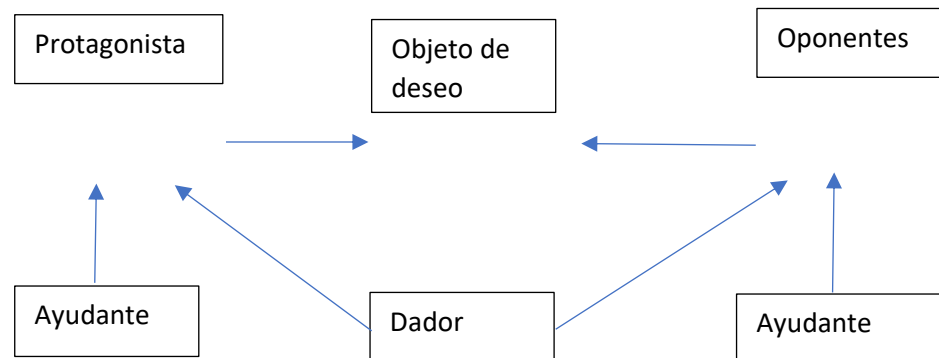 Protagonista
Objeto de
deseo
Oponentes
Ayudante
Dador
Ayudante